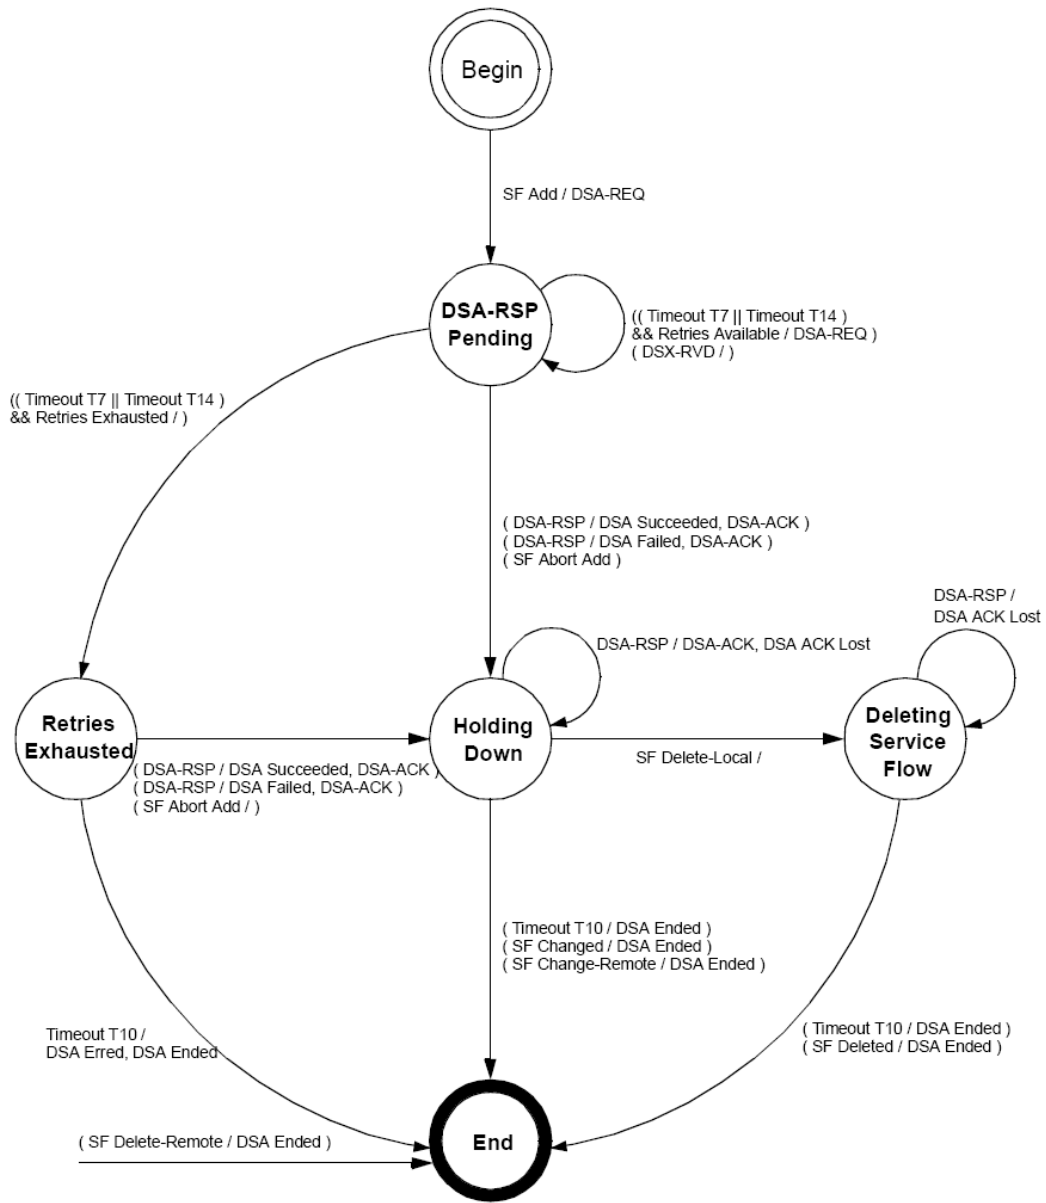 Begin
SF Add / DSA-REQ
DSA-RSP
Pending
(( Timeout T7 || Timeout T14 )
&& Retries Available / DSA-REQ )
( DSX-RVD / )
(( Timeout T7 || Timeout T14 )
&& Retries Exhausted / )
( DSA-RSP / DSA Succeeded, DSA-ACK )
( DSA-RSP / DSA Failed, DSA-ACK )
( SF Abort Add )
DSA-RSP /
DSA ACK Lost
DSA-RSP / DSA-ACK, DSA ACK Lost
Retries
Exhausted
Holding
Down
Deleting
Service
Flow
SF Delete-Local /
( DSA-RSP / DSA Succeeded, DSA-ACK )
( DSA-RSP / DSA Failed, DSA-ACK )
( SF Abort Add / )
( Timeout T10 / DSA Ended )
( SF Changed / DSA Ended )
( SF Change-Remote / DSA Ended )
Timeout T10 /
DSA Erred, DSA Ended
( Timeout T10 / DSA Ended )
( SF Deleted / DSA Ended )
( SF Delete-Remote / DSA Ended )
End